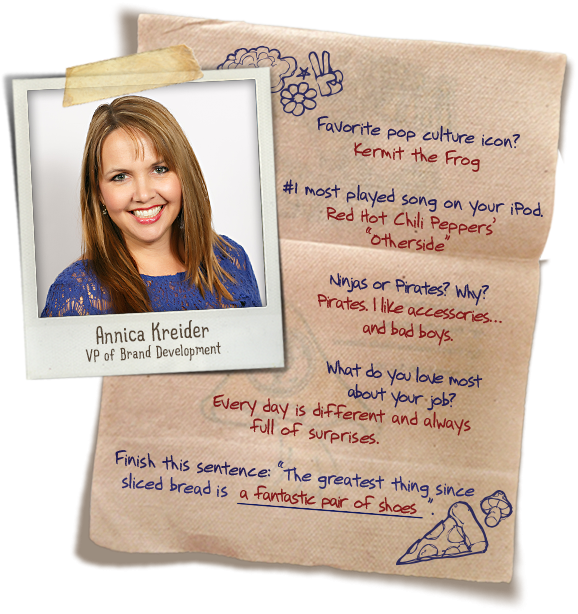 Annica Kreider
VP of Brand Development
Favorite pop culture icon?
Kermit the Frog
#1 most played song on your iPod.
Red Hot Chili Peppers'
"Otherside"
Ninjas or Pirates? Why?
Pirates. I like accessories...
and bad boys.
What do you love most
about your job?
Every day is different and always
full of surprises.
Finish this sentence: "The greatest thing since
sliced bread is a fantastic pair of shoes ".